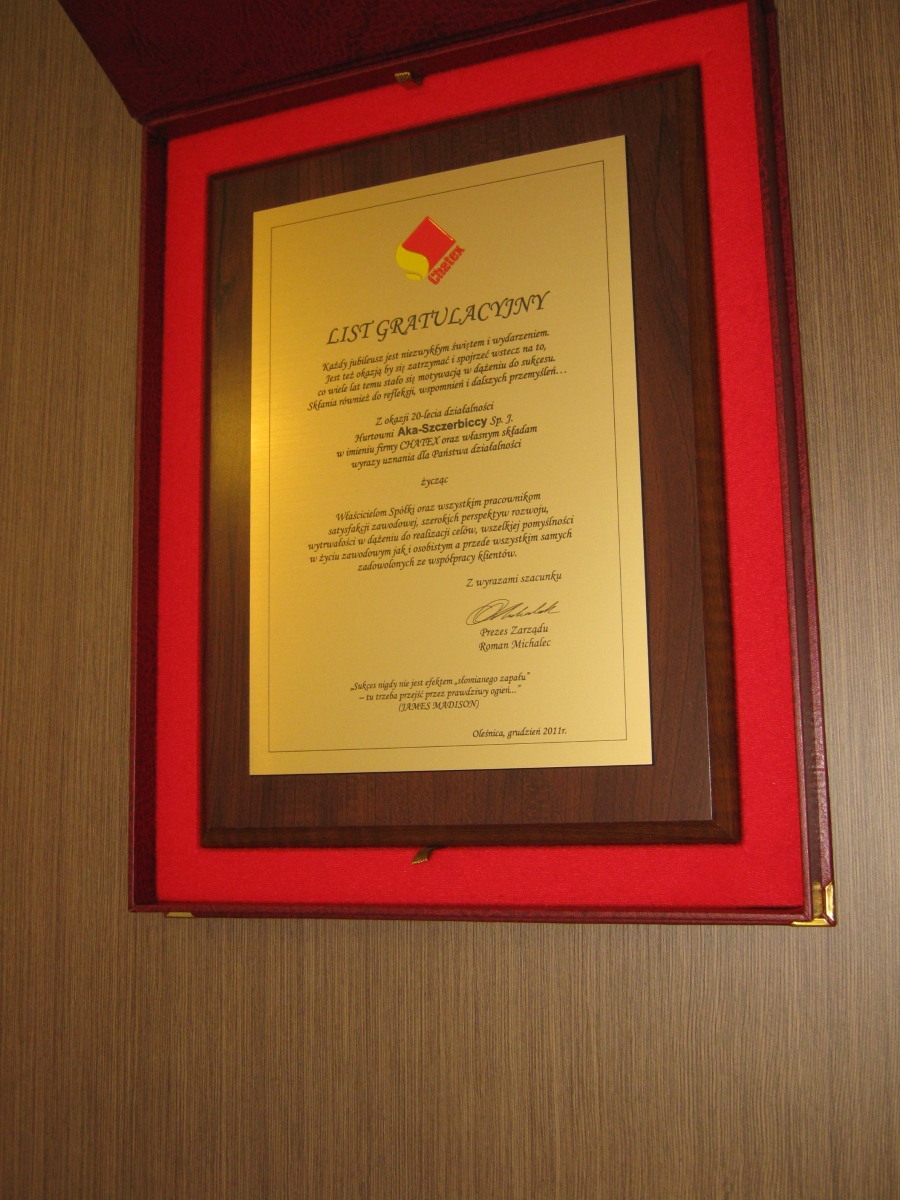 Chatex
LIST GRATULACYJNY
Każdy jubileusz jest niezwykłym świętem i wydarzeniem.
Jest też okazją by się zatrzymać i spojrzeć wstecz na to,
co wiele lat temu stało się motywacją w dążeniu do sukcesu.
Skłania również do refleksji, wspomnień i dalszych przemyśleń...
Z okazji 20-lecia działalności
Hurtowni Aka-Szczerbiccy Sp. J.
w imieniu firmy CHATEX oraz własnym składam
wyrazy uznania dla Państwa działalności
życząc
Właścicielom Spółki oraz wszystkim pracownikom
satysfakcji zawodowej, szerokich perspektyw rozwoju,
wytrwałości w dążeniu do realizacji celów, wszelkiej pomyślności
w życiu zawodowym jak i osobistym a przede wszystkim samych
zadowolonych ze współpracy klientów.
Z wyrazami szacunku
Prezes Zarządu
Roman Michalec
„Sukces nigdy nie jest efektem „słomianego zapału"
– tu trzeba przejść przez prawdziwy ogień..."
(JAMES MADISON)
Oleśnica, grudzień 2011r.